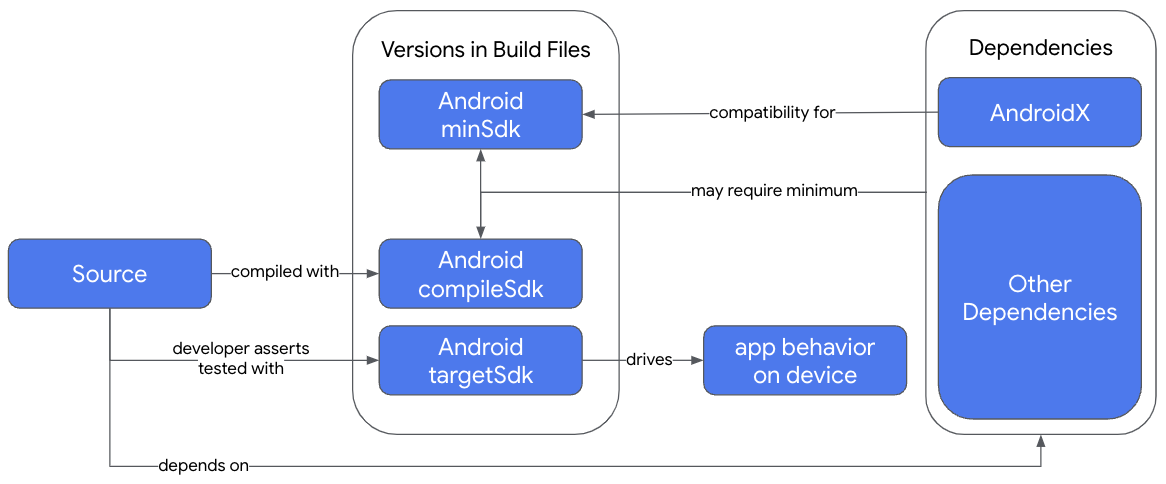 Versions in Build Files
Dependencies
Android
minSdk
compatibility for
AndroidX
may require minimum
Source
compiled with
Android
compileSdk
Other
Dependencies
developer asserts
tested with
Android
targetSdk
drives
app behavior
on device
depends on